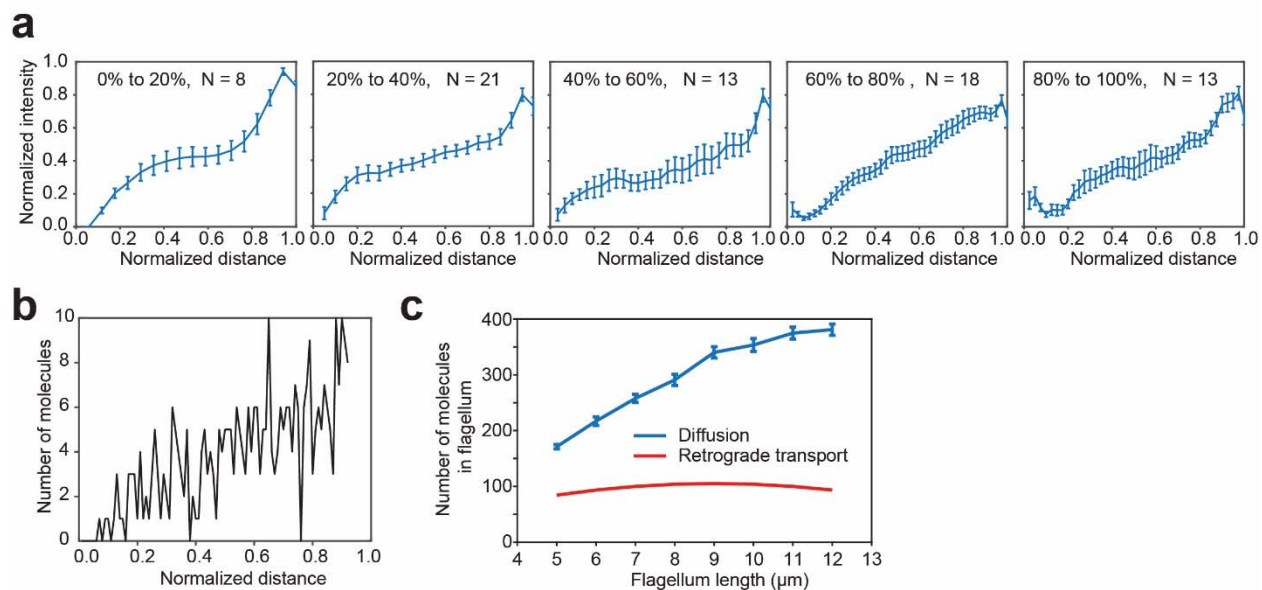 a
Normalized intensity
1.0
0.8
0.6
0.4
0.2
0.0
0% to 20%, N = 8
20% to 40%, N = 21
40% to 60%, N = 13
60% to 80% , N = 18
80% to 100%, N = 13
0.0 0.2 0.4 0.6 0.8 1.0
0.0 0.2 0.4 0.6 0.8 1.0
0.0 0.2 0.4 0.6 0.8 1.0
0.0 0.2 0.4 0.6 0.8 1.0
0.0 0.2 0.4 0.6 0.8 1.0
Normalized distance
Normalized distance
Normalized distance
Normalized distance
Normalized distance
b
Number of molecules
10
8
6
4
2
0
0.0 0.2 0.4 0.6 0.8 1.0
Normalized distance
c
Number of molecules
in flagellum
400
300
200
100
0
Diffusion
Retrograde transport
4 5 6 7 8 9 10 11 12 13
Flagellum length (µm)